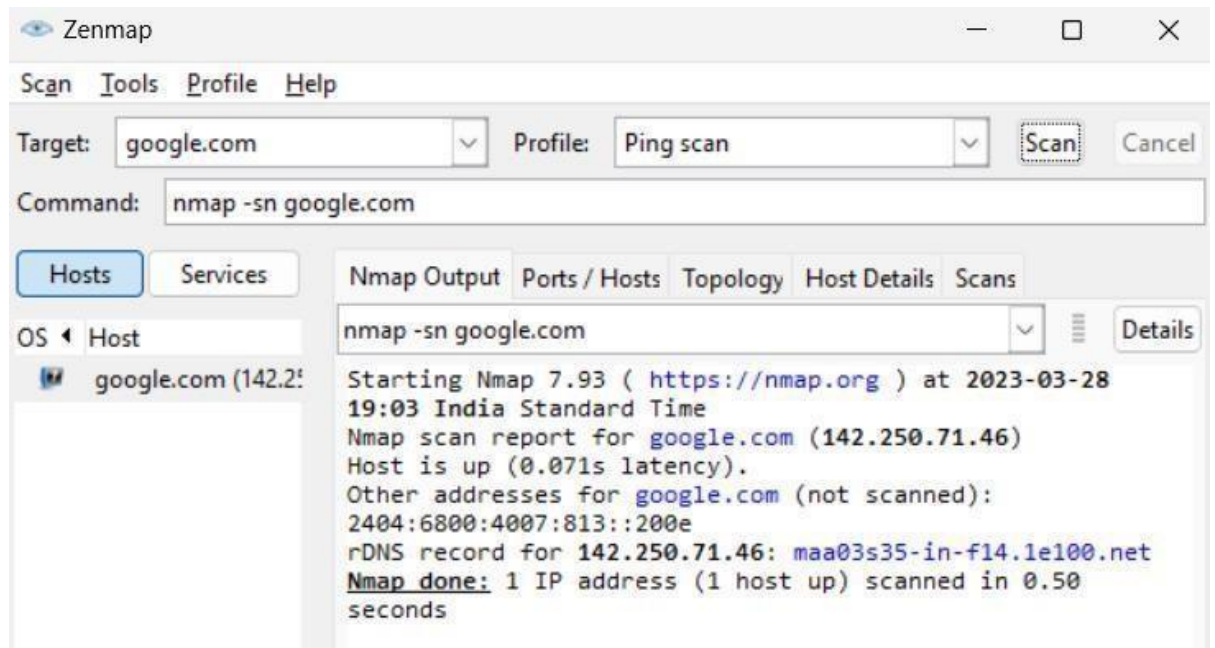 Zenmap
Scan Tools Profile Help
Target: google.com Profile: Ping scan Scan Cancel
Command: nmap -sn google.com
Hosts Services Nmap Output Ports / Hosts Topology Host Details Scans
OS Host nmap -sn google.com Details
google.com (142.25
Starting Nmap 7.93 ( https://nmap.org ) at 2023-03-28
19:03 India Standard Time
Nmap scan report for google.com (142.250.71.46)
Host is up (0.071s latency).
Other addresses for google.com (not scanned):
2404:6800:4007:813::200e
rDNS record for 142.250.71.46: maa03s35-in-f14.1e100.net
Nmap done: 1 IP address (1 host up) scanned in 0.50
seconds